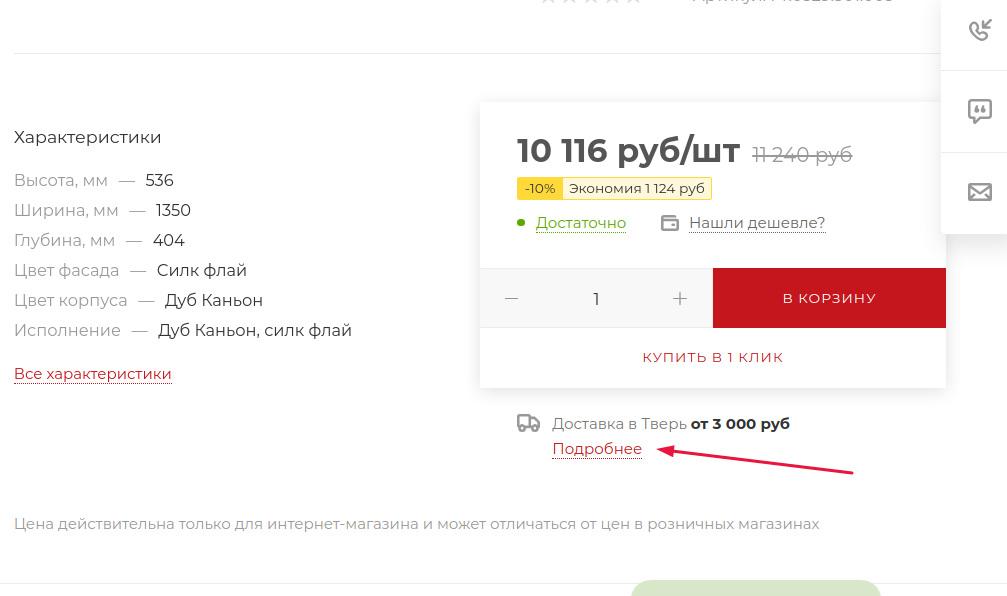 Характеристики
Высота, мм — 536
Ширина, мм — 1350
Глубина, мм — 404
Цвет фасада — Силк флай
Цвет корпуса — Дуб Каньон
Исполнение — Дуб Каньон, силк флай
Все характеристики
10 116 руб/шт 11 240 руб
-10% Экономия 1 124 руб
Достаточно Нашли дешевле?
— 1 +
В КОРЗИНУ
КУПИТЬ В 1 КЛИК
Доставка в Тверь от 3 000 руб
Подробнее
Цена действительна только для интернет-магазина и может отличаться от цен в розничных магазинах